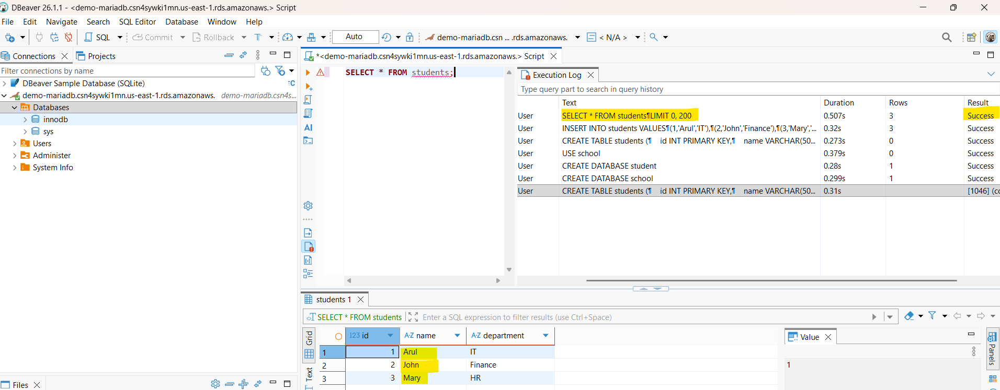 DBeaver 26.1.1 - <demo-mariadb.csn4sywki1mn.us-east-1.rds.amazonaws.> Script
File Edit Navigate Search SQL Editor Database Window Help
SQL Commit Rollback T Auto demo-mariadb.csn ... .rds.amazonaws. < N/A >
Connections Projects
Filter connections by name
DBeaver Sample Database (SQLite)
demo-mariadb.csn4sywki1mn.us-east-1.rds.amazonaws. demo-mariadb.csn4s...
Databases
innodb
sys
Users
Administer
System Info
Files
*<demo-mariadb.csn4sywki1mn.us-east-1.rds.amazonaws.> Script
SELECT * FROM students;
AI
Execution Log
Type query part to search in query history
Text Duration Rows Result
User SELECT * FROM students¶LIMIT 0, 200 0.507s 3 Success
User INSERT INTO students VALUES¶(1,'Arul','IT'),¶(2,'John','Finance'),¶(3,'Mary','... 0.32s 3 Success
User CREATE TABLE students (¶ id INT PRIMARY KEY,¶ name VARCHAR(50... 0.273s 0 Success
User USE school 0.379s 0 Success
User CREATE DATABASE student 0.28s 1 Success
User CREATE DATABASE school 0.299s 1 Success
User CREATE TABLE students (¶ id INT PRIMARY KEY,¶ name VARCHAR(50... 0.31s [1046] (co
students 1
SELECT * FROM students Enter a SQL expression to filter results (use Ctrl+Space)
Grid
Text
123 id A-Z name A-Z department
1 1 Arul IT
2 2 John Finance
3 3 Mary HR
Value
1
Panels